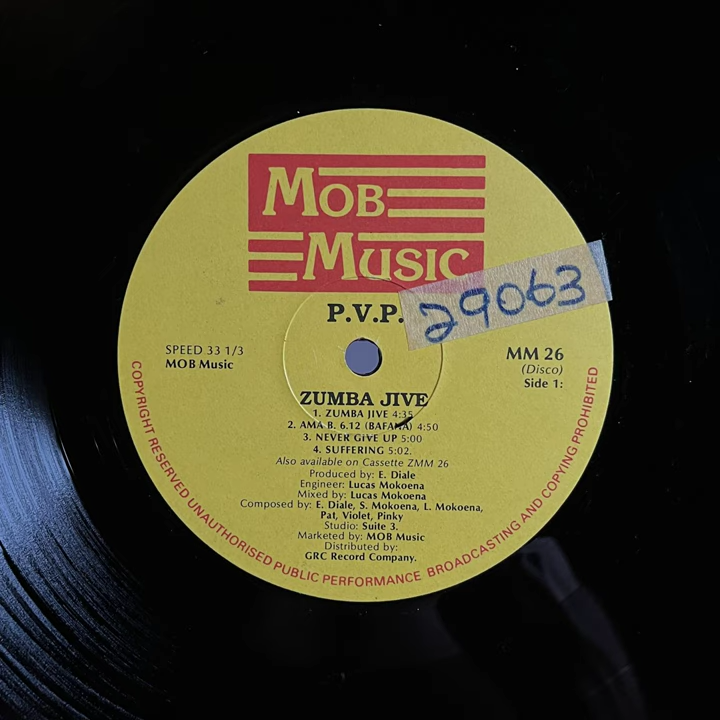 MOB
MUSIC
29063
P.V.P.
SPEED 33 1/3
MOB Music
MM 26
(Disco)
Side 1:
ZUMBA JIVE
1. ZUMBA JIVE 4:35
2. AMA B. 6.12 (BAFANA) 4:50
3. NEVER GIVE UP 5:00
4. SUFFERING 5:02.
Also available on Cassette ZMM 26
Produced by: E. Diale
Engineer: Lucas Mokoena
Mixed by: Lucas Mokoena
Composed by: E. Diale, S. Mokoena, L. Mokoena,
Pat, Violet, Pinky
Studio: Suite 3.
Marketed by: MOB Music
Distributed by:
GRC Record Company.
COPYRIGHT RESERVED UNAUTHORISED PUBLIC PERFORMANCE BROADCASTING AND COPYING PROHIBITED